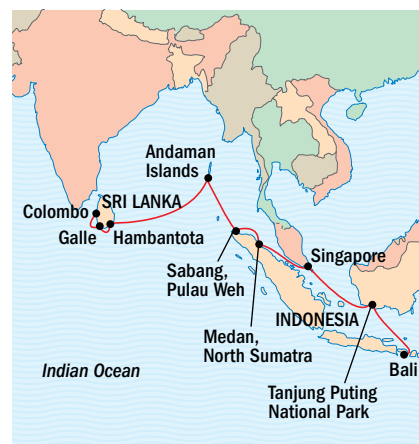 Andaman
Islands
SRI LANKA
Colombo
Galle
Hambantota
Sabang,
Pulau Weh
Singapore
INDONESIA
Medan,
North Sumatra
Indian Ocean
Bali
Tanjung Puting
National Park